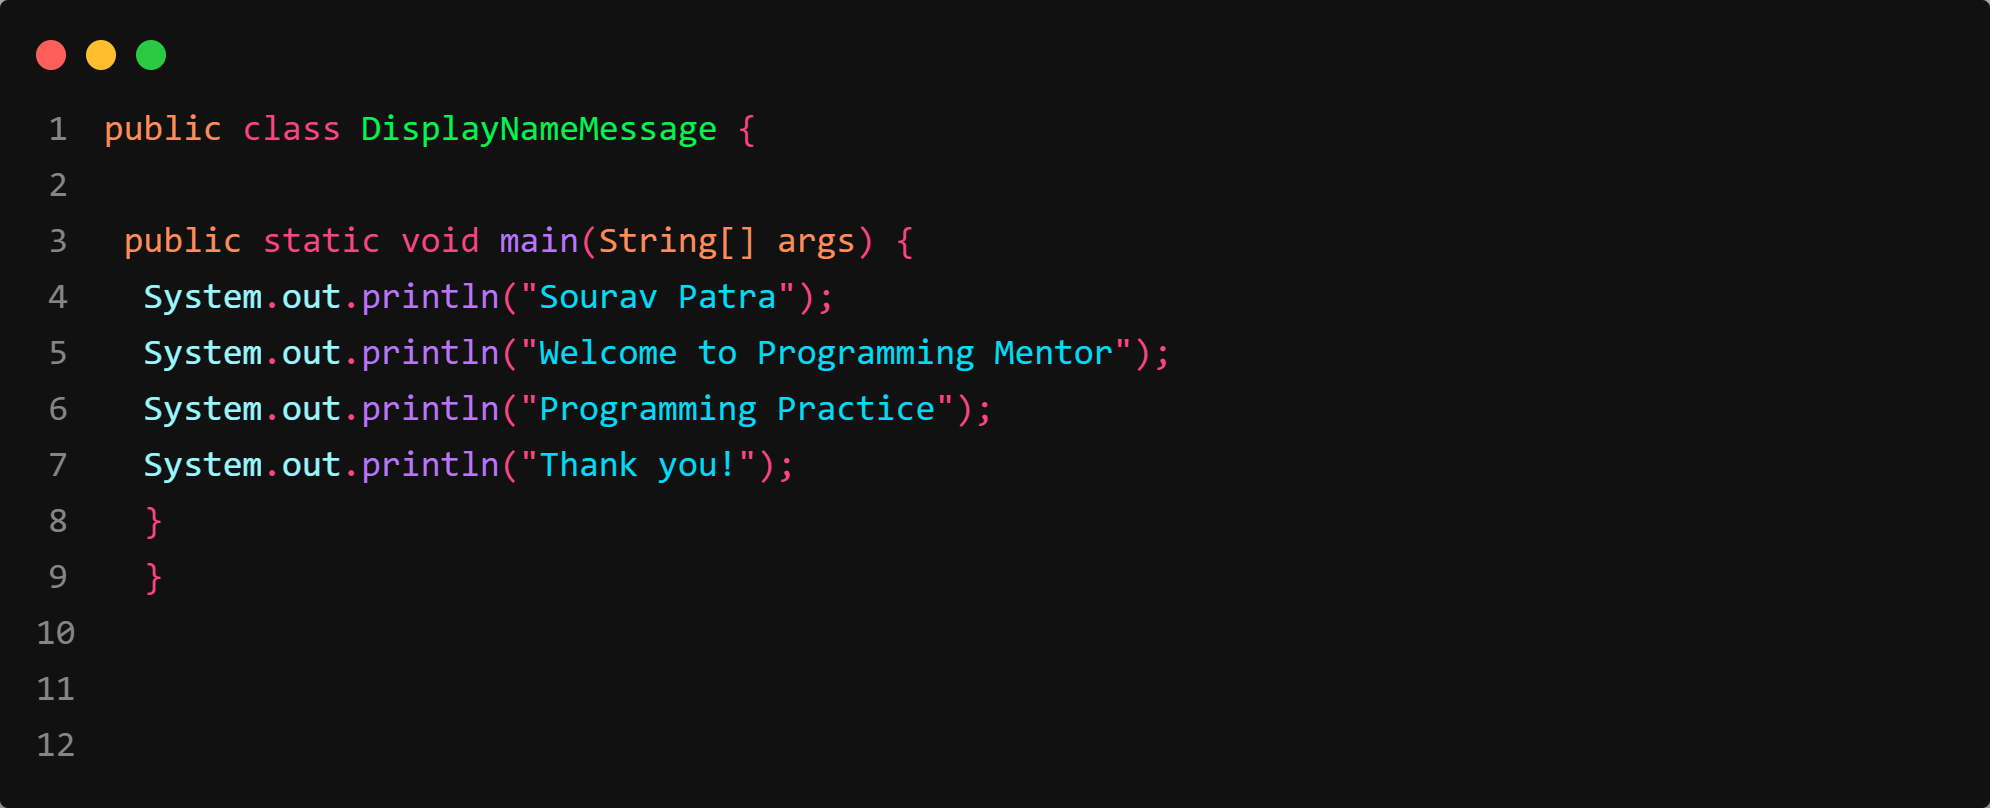 1 public class DisplayNameMessage {
2
3  public static void main(String[] args) {
4   System.out.println("Sourav Patra");
5   System.out.println("Welcome to Programming Mentor");
6   System.out.println("Programming Practice");
7   System.out.println("Thank you!");
8   }
9   }
10
11
12